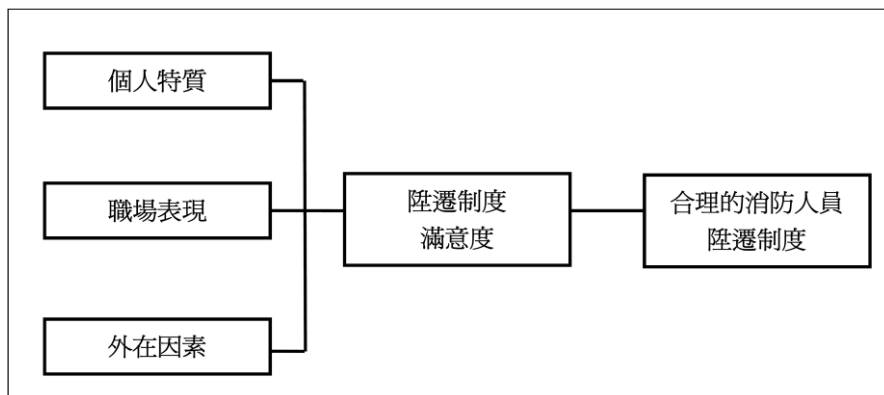 個人特質
職場表現
外在因素
陞遷制度
滿意度
合理的消防人員
陞遷制度